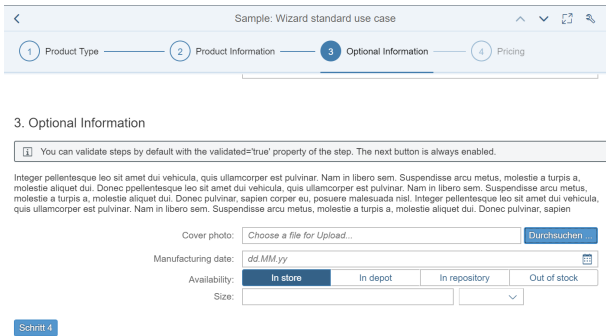 Sample: Wizard standard use case
1 Product Type 2 Product Information 3 Optional Information 4 Pricing
3. Optional Information
You can validate steps by default with the validated='true' property of the step. The next button is always enabled.
Integer pellentesque leo sit amet dui vehicula, quis ullamcorper est pulvinar. Nam in libero sem. Suspendisse arcu metus, molestie a turpis a,
molestie aliquet dui. Donec ppellentesque leo sit amet dui vehicula, quis ullamcorper est pulvinar. Nam in libero sem. Suspendisse arcu metus,
molestie a turpis a, molestie aliquet dui. Donec pulvinar, sapien corper eu, posuere malesuada nisl. Integer pellentesque leo sit amet dui vehicula,
quis ullamcorper est pulvinar. Nam in libero sem. Suspendisse arcu metus, molestie a turpis a, molestie aliquet dui. Donec pulvinar, sapien
Cover photo: Choose a file for Upload... Durchsuchen ...
Manufacturing date: dd.MM.yy
Availability: In store In depot In repository Out of stock
Size:
Schritt 4